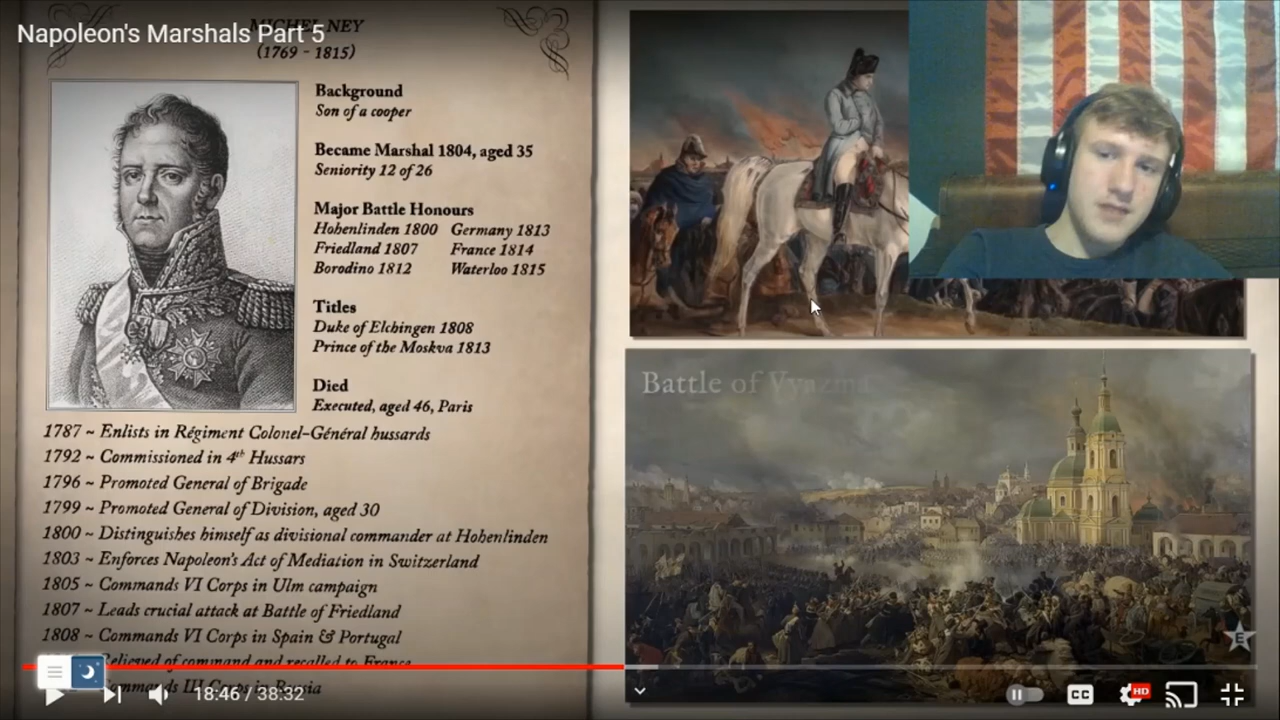 Napoleon's Marshals Part 5
MICHEL NEY
(1769 - 1815)
Background
Son of a cooper
Became Marshal 1804, aged 35
Seniority 12 of 26
Major Battle Honours
Hohenlinden 1800 Germany 1813
Friedland 1807 France 1814
Borodino 1812 Waterloo 1815
Titles
Duke of Elchingen 1808
Prince of the Moskva 1813
Died
Executed, aged 46, Paris
1787 ~ Enlists in Régiment Colonel-Général hussards
1792 ~ Commissioned in 4th Hussars
1796 ~ Promoted General of Brigade
1799 ~ Promoted General of Division, aged 30
1800 ~ Distinguishes himself as divisional commander at Hohenlinden
1803 ~ Enforces Napoleon's Act of Mediation in Switzerland
1805 ~ Commands VI Corps in Ulm campaign
1807 ~ Leads crucial attack at Battle of Friedland
1808 ~ Commands VI Corps in Spain & Portugal
Relieved of command and recalled to France
Commands III Corps in Russia
Battle of Vyazma
E
18:46 / 38:32
CC
HD